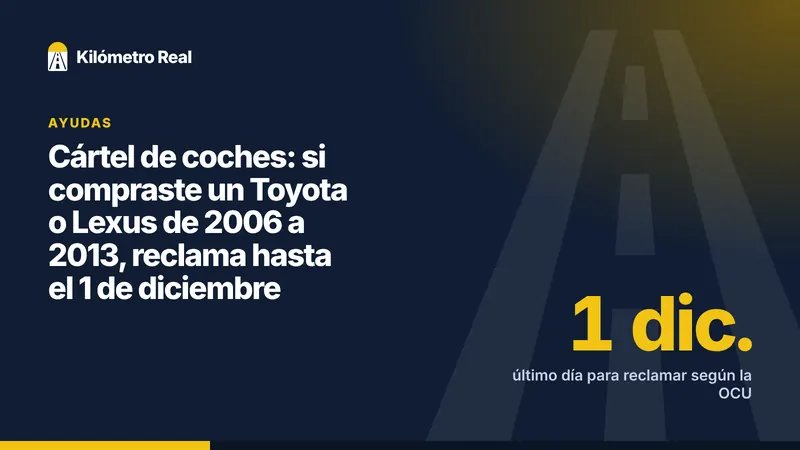 Kilómetro Real
AYUDAS
Cártel de coches: si
compraste un Toyota
o Lexus de 2006 a
2013, reclama hasta
el 1 de diciembre
1 dic.
último día para reclamar según la
OCU